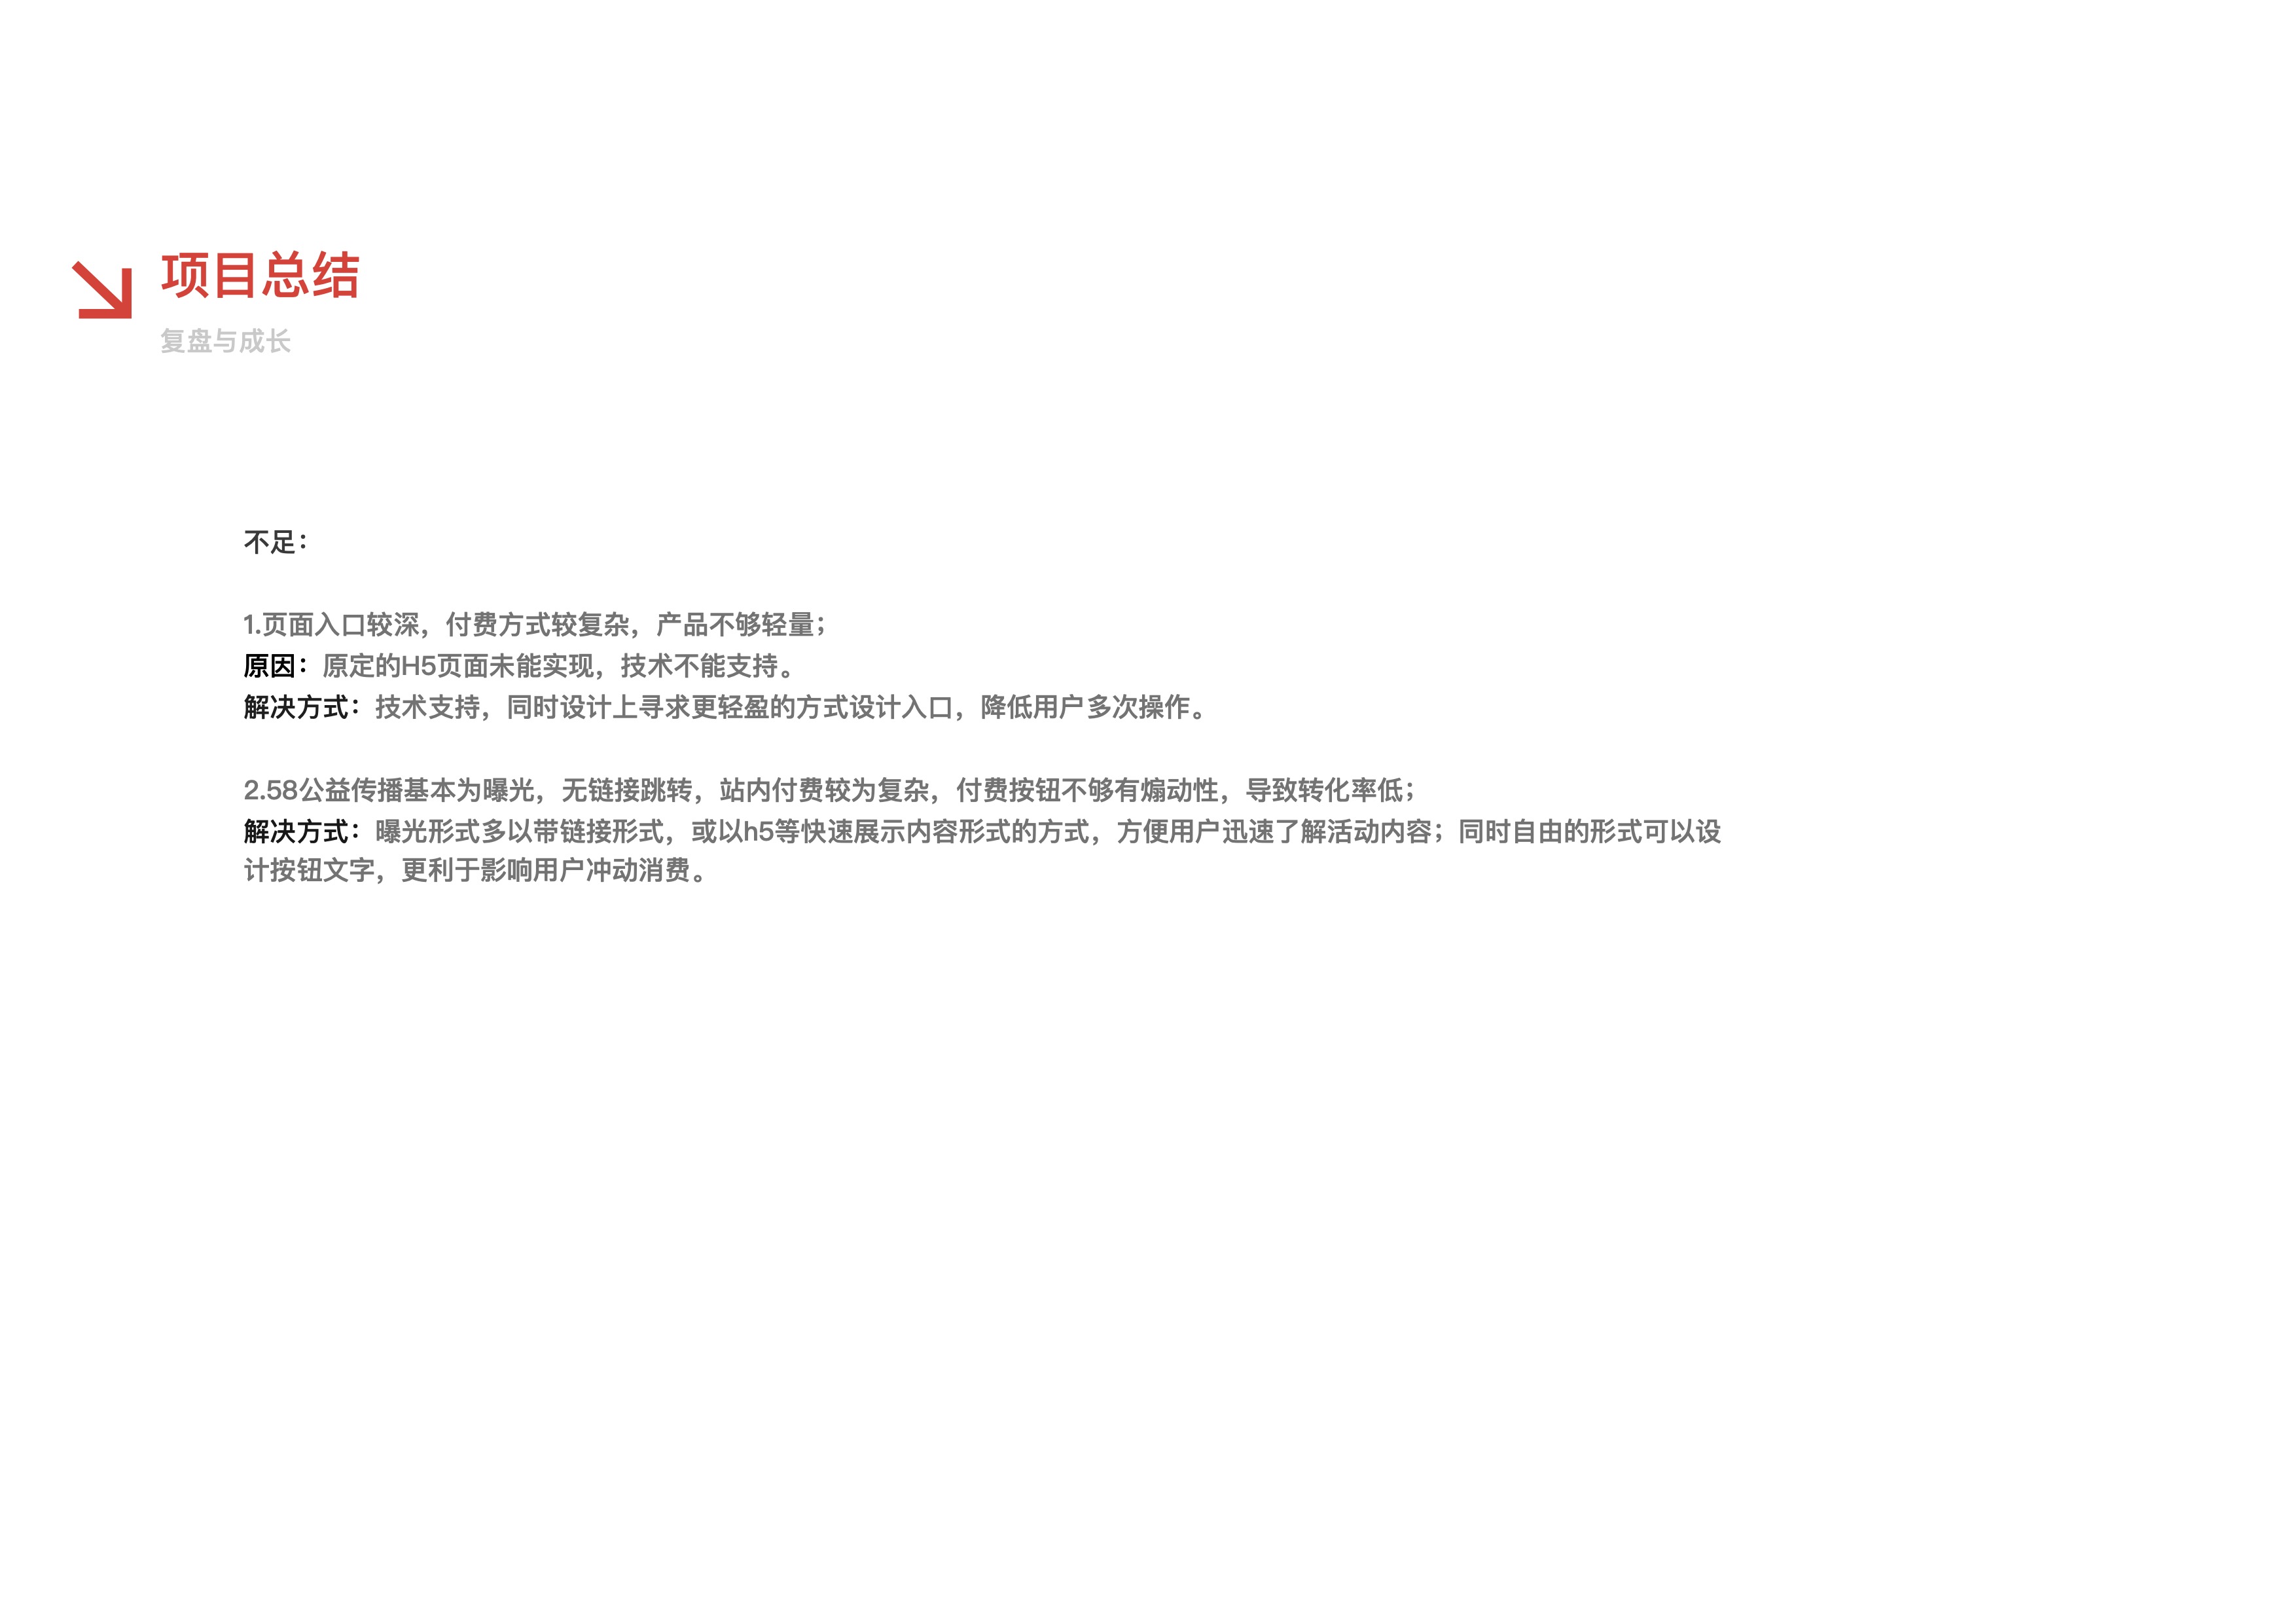 项目总结
复盘与成长
不足：
1.页面入口较深，付费方式较复杂，产品不够轻量；
原因：原定的H5页面未能实现，技术不能支持。
解决方式：技术支持，同时设计上寻求更轻盈的方式设计入口，降低用户多次操作。
2.58公益传播基本为曝光，无链接跳转，站内付费较为复杂，付费按钮不够有煽动性，导致转化率低；
解决方式：曝光形式多以带链接形式，或以h5等快速展示内容形式的方式，方便用户迅速了解活动内容；同时自由的形式可以设
计按钮文字，更利于影响用户冲动消费。